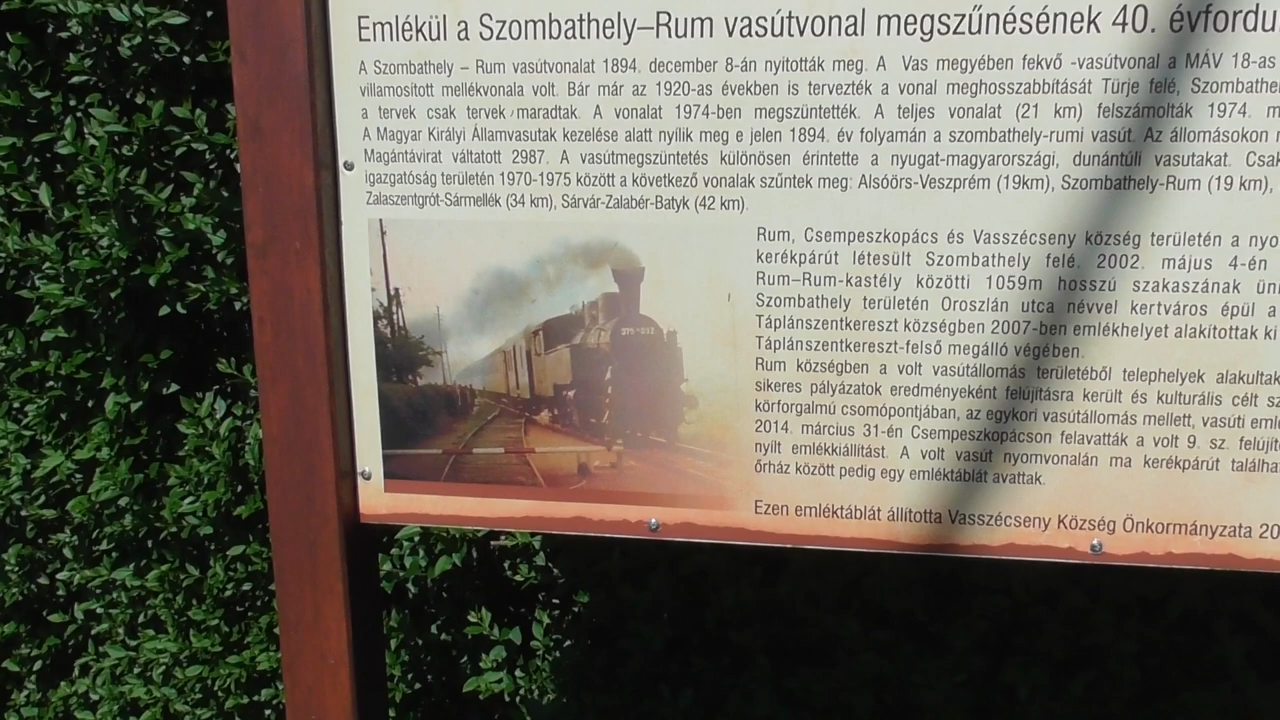 Emlékül a Szombathely–Rum vasútvonal megszűnésének 40. évfordu
A Szombathely – Rum vasútvonalat 1894. december 8-án nyitották meg. A Vas megyében fekvő -vasútvonal a MÁV 18-as
villamosított mellékvonala volt. Bár már az 1920-as években is tervezték a vonal meghosszabbítását Türje felé, Szombathe
a tervek csak tervek maradtak. A vonalat 1974-ben megszüntették. A teljes vonalat (21 km) felszámolták 1974. m
A Magyar Királyi Államvasutak kezelése alatt nyílik meg e jelen 1894. év folyamán a szombathely-rumi vasút. Az állomásokon
Magántávirat váltatott 2987. A vasútmegszüntetés különösen érintette a nyugat-magyarországi, dunántúli vasutakat. Csak
igazgatóság területén 1970-1975 között a következő vonalak szűntek meg: Alsóörs-Veszprém (19km), Szombathely-Rum (19 km),
Zalaszentgrót-Sármellék (34 km), Sárvár-Zalabér-Batyk (42 km).
Rum, Csempeszkopács és Vasszécseny község területén a nyo
kerékpárút létesült Szombathely felé. 2002. május 4-én
Rum–Rum-kastély közötti 1059m hosszú szakaszának ün
Szombathely területén Oroszlán utca névvel kertváros épül a
Táplánszentkereszt községben 2007-ben emlékhelyet alakítottak ki
Táplánszentkereszt-felső megálló végében.
Rum községben a volt vasútállomás területéből telephelyek alakultak
sikeres pályázatok eredményeként felújításra került és kulturális célt sz
körforgalmú csomópontjában, az egykori vasútállomás mellett, vasúti eml
2014. március 31-én Csempeszkopácson felavatták a volt 9. sz. felújít
nyílt emlékkiállítást. A volt vasút nyomvonalán ma kerékpárút találha
őrház között pedig egy emléktáblát avattak.
Ezen emléktáblát állította Vasszécseny Község Önkormányzata 20